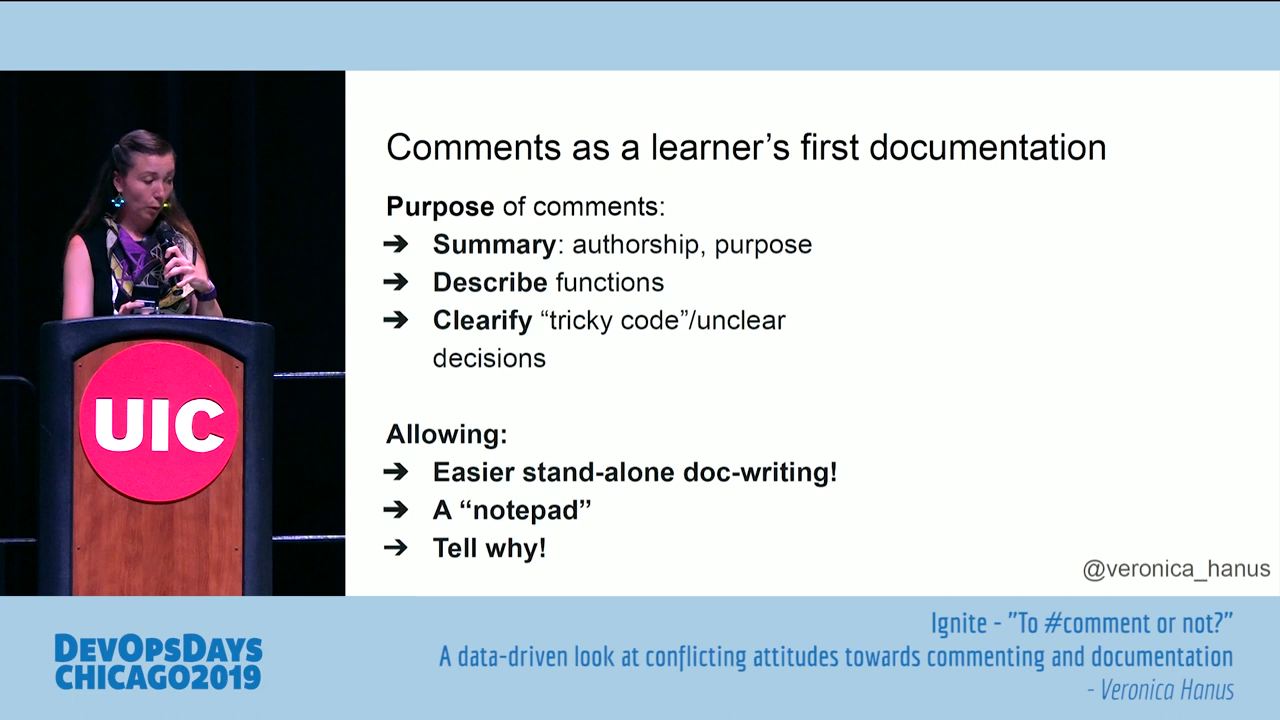 Comments as a learner's first documentation
Purpose of comments:
➔ Summary: authorship, purpose
➔ Describe functions
➔ Clearify “tricky code”/unclear
decisions
Allowing:
➔ Easier stand-alone doc-writing!
➔ A “notepad”
➔ Tell why!
@veronica_hanus
UIC
DEVOPSDAYS
CHICAGO2019
Ignite - "To #comment or not?"
A data-driven look at conflicting attitudes towards commenting and documentation
- Veronica Hanus